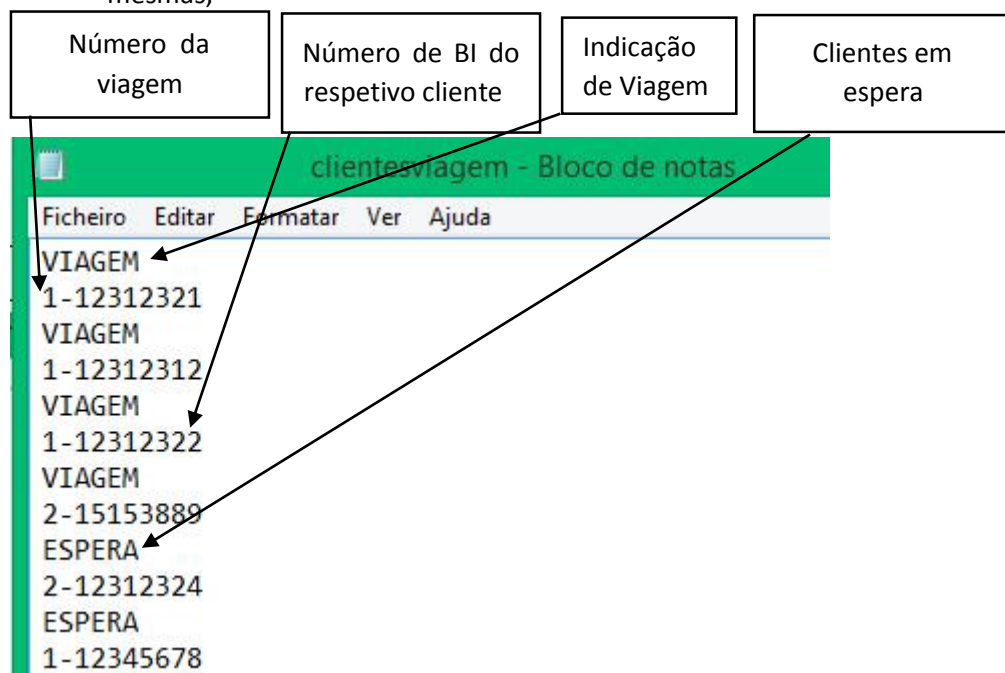 mesmas;
Número da
viagem
Número de BI do
respetivo cliente
Indicação
de Viagem
Clientes em
espera
clientesviagem - Bloco de notas
Ficheiro Editar Formatar Ver Ajuda
VIAGEM
1-12312321
VIAGEM
1-12312312
VIAGEM
1-12312322
VIAGEM
2-15153889
ESPERA
2-12312324
ESPERA
1-12345678